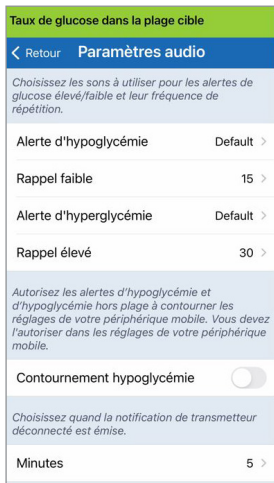 Taux de glucose dans la plage cible
Retour Paramètres audio
Choisissez les sons à utiliser pour les alertes de
glucose élevé/faible et leur fréquence de
répétition.
Alerte d'hypoglycémie Default
Rappel faible 15
Alerte d'hyperglycémie Default
Rappel élevé 30
Autorisez les alertes d'hypoglycémie et
d'hypoglycémie hors plage à contourner les
réglages de votre périphérique mobile. Vous devez
l'autoriser dans les réglages de votre périphérique
mobile.
Contournement hypoglycémie
Choisissez quand la notification de transmetteur
déconnecté est émise.
Minutes 5